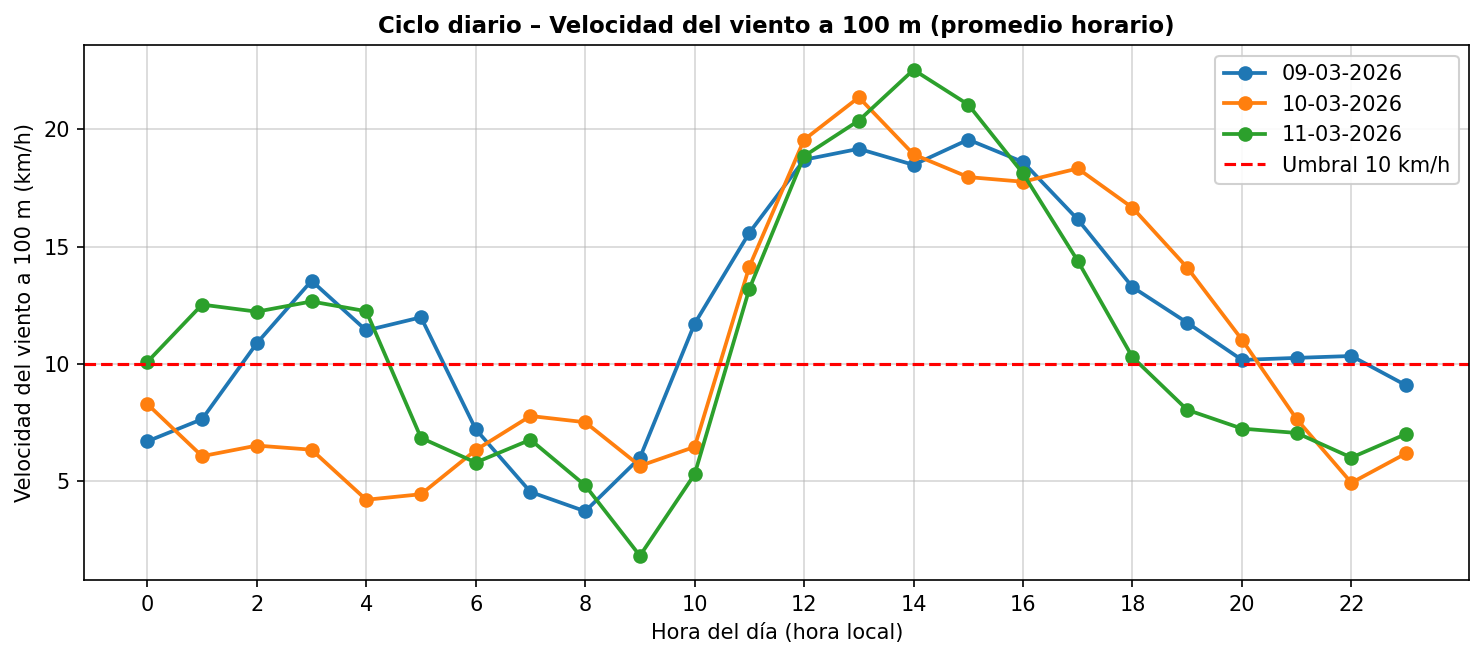 Ciclo diario – Velocidad del viento a 100 m (promedio horario)
Velocidad del viento a 100 m (km/h)
20
15
10
5
09-03-2026
10-03-2026
11-03-2026
Umbral 10 km/h
0 2 4 6 8 10 12 14 16 18 20 22
Hora del día (hora local)